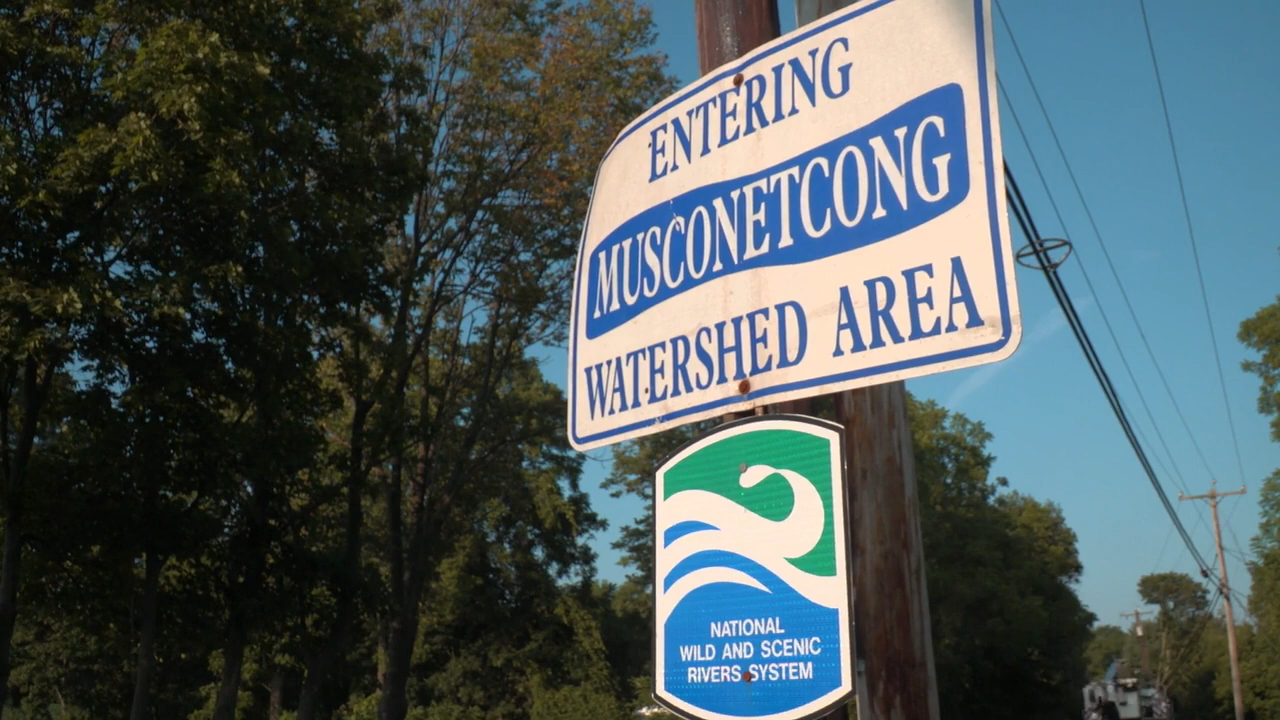 ENTERING
MUSCONETCONG
WATERSHED AREA
NATIONAL
WILD AND SCENIC
RIVERS SYSTEM